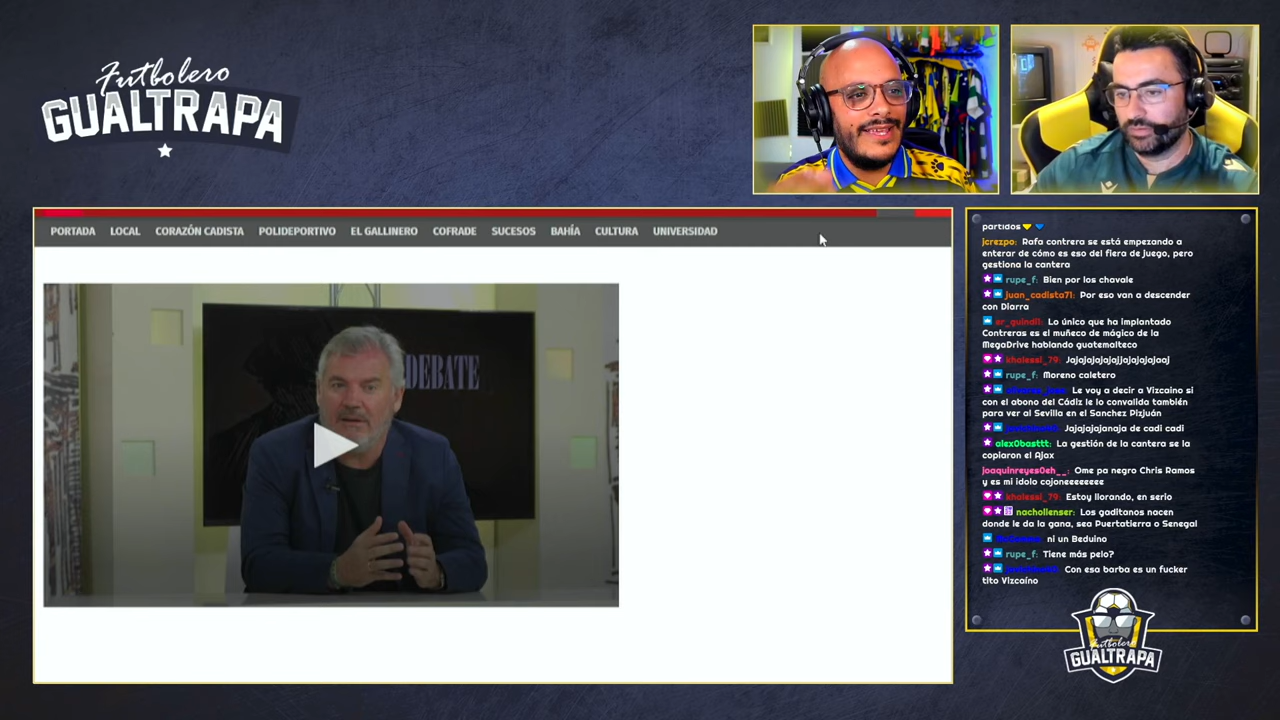 Futbolero
GUALTRAPA
PORTADA LOCAL CORAZÓN CADISTA POLIDEPORTIVO EL GALLINERO COFRADE SUCESOS BAHÍA CULTURA UNIVERSIDAD
DEBATE
partidos
jcrezpo: Rafa contrera se está empezando a
enterar de cómo es eso del fiera de juego, pero
gestiona la cantera
rupe_f: Bien por los chavale
juan_cadista71: Por eso van a descender
con Diarra
er_guindi1: Lo único que ha implantado
Contreras es el muñeco de mágico de la
MegaDrive hablando guatemalteco
khalessi_79: Jajajajajajjajajajajaaj
rupe_f: Moreno caletero
Le voy a decir a Vizcaino si
con el abono del Cádiz le lo convalida también
para ver al Sevilla en el Sanchez Pizjuán
Jajajajajanaja de cadi cadi
alex0basttt: La gestión de la cantera se la
copiaron el Ajax
joaquinreyes0eh__: Ome pa negro Chris Ramos
y es mi idolo cojoneeeeeeee
khalessi_79: Estoy llorando, en serio
nachollenser: Los gaditanos nacen
donde le da la gana, sea Puertatierra o Senegal
ni un Beduino
rupe_f: Tiene más pelo?
Con esa barba es un fucker
tito Vizcaíno
Futbolero
GUALTRAPA